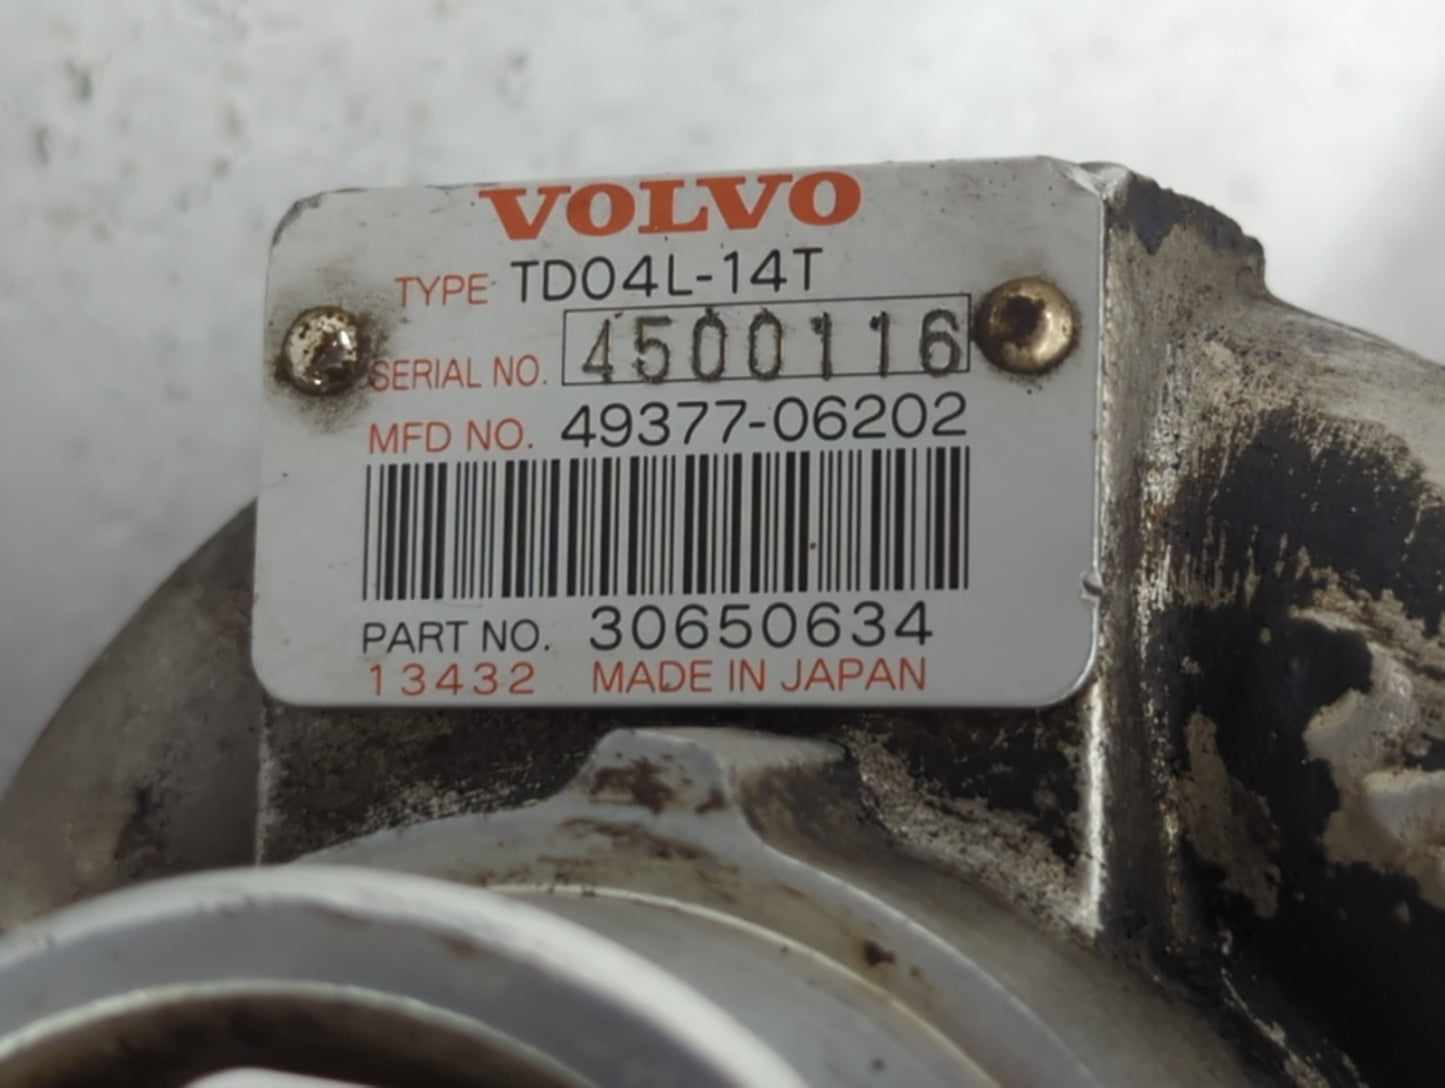 VOLVO
TYPE TD04L-14T
SERIAL NO. 4500116
MFD NO. 49377-06202
PART NO. 30650634
13432 MADE IN JAPAN